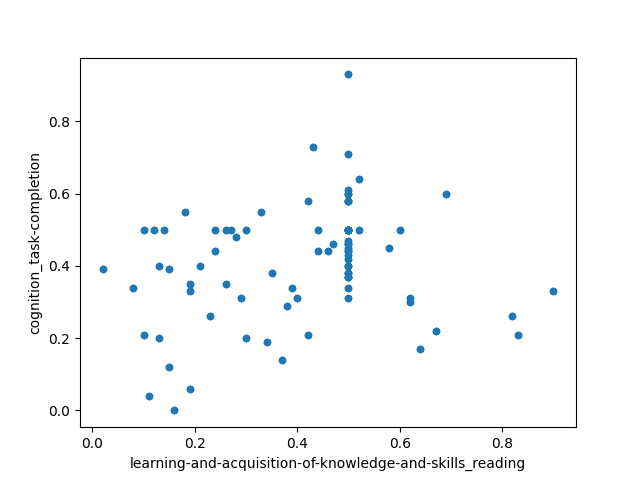 0.8
0.6
0.4
0.2
0.0
cognition_task-completion
0.0 0.2 0.4 0.6 0.8
learning-and-acquisition-of-knowledge-and-skills_reading